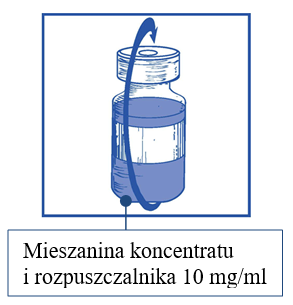 Mieszanina koncentratu
i rozpuszczalnika 10 mg/ml